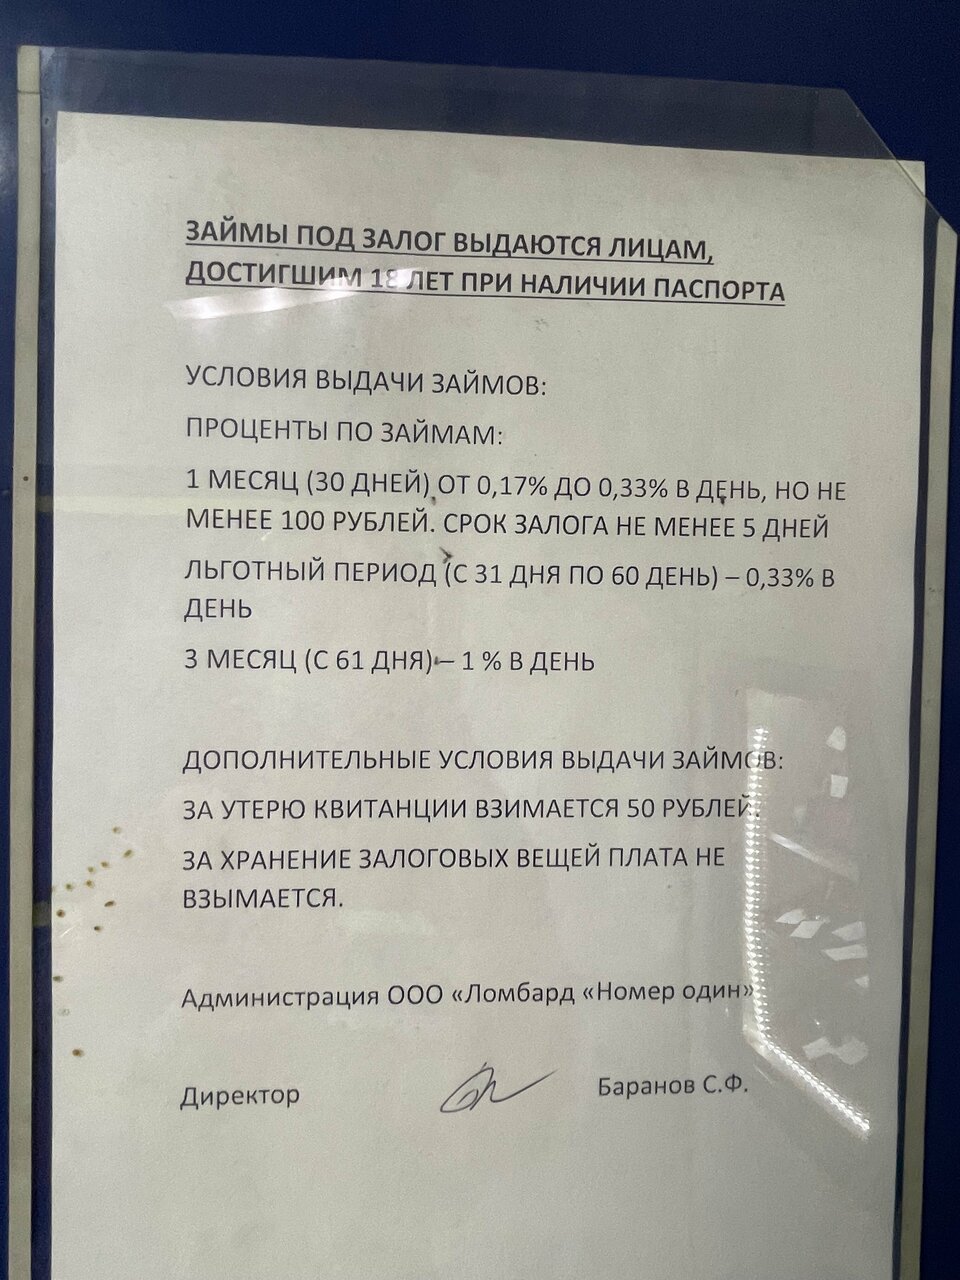 ЗАЙМЫ ПОД ЗАЛОГ ВЫДАЮТСЯ ЛИЦАМ,
ДОСТИГШИМ 18 ЛЕТ ПРИ НАЛИЧИИ ПАСПОРТА
УСЛОВИЯ ВЫДАЧИ ЗАЙМОВ:
ПРОЦЕНТЫ ПО ЗАЙМАМ:
1 МЕСЯЦ (30 ДНЕЙ) ОТ 0,17% ДО 0,33% В ДЕНЬ, НО НЕ
МЕНЕЕ 100 РУБЛЕЙ. СРОК ЗАЛОГА НЕ МЕНЕЕ 5 ДНЕЙ
ЛЬГОТНЫЙ ПЕРИОД (С 31 ДНЯ ПО 60 ДЕНЬ) – 0,33% В
ДЕНЬ
3 МЕСЯЦ (С 61 ДНЯ) – 1 % В ДЕНЬ
ДОПОЛНИТЕЛЬНЫЕ УСЛОВИЯ ВЫДАЧИ ЗАЙМОВ:
ЗА УТЕРЮ КВИТАНЦИИ ВЗИМАЕТСЯ 50 РУБЛЕЙ.
ЗА ХРАНЕНИЕ ЗАЛОГОВЫХ ВЕЩЕЙ ПЛАТА НЕ
ВЗЫМАЕТСЯ.
Администрация ООО «Ломбард «Номер один»
Директор Баранов С.Ф.